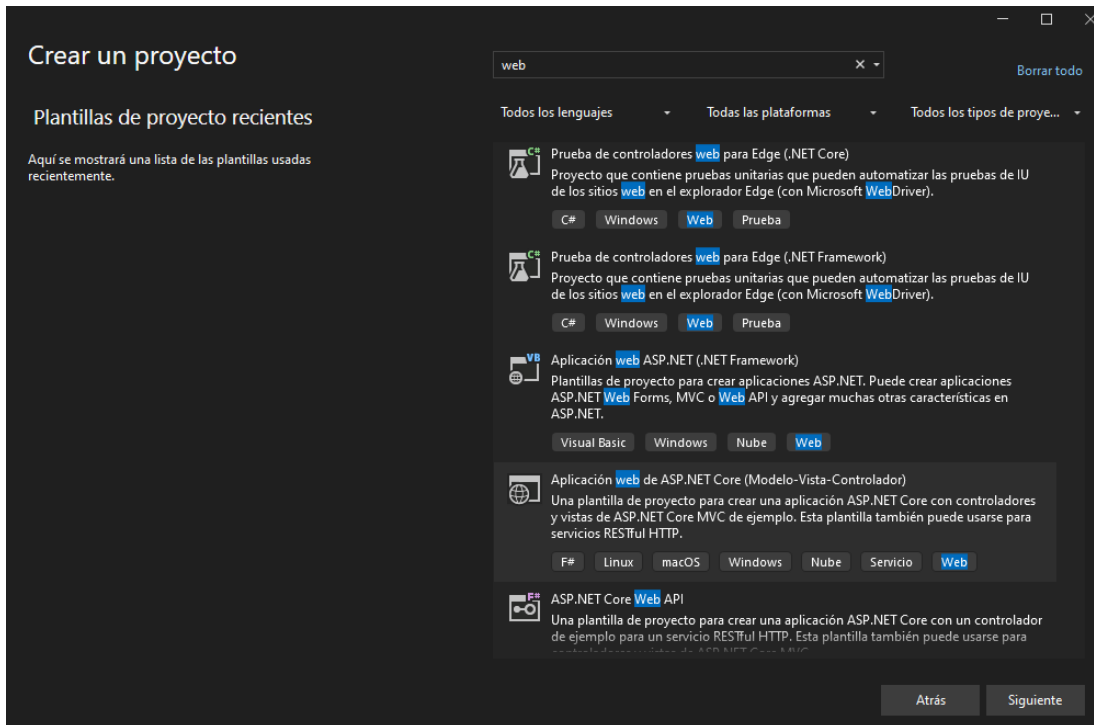 Crear un proyecto
web
Borrar todo
Plantillas de proyecto recientes
Todos los lenguajes
Todas las plataformas
Todos los tipos de proye...
Aquí se mostrará una lista de las plantillas usadas
recientemente.
C#
Prueba de controladores web para Edge (.NET Core)
Proyecto que contiene pruebas unitarias que pueden automatizar las pruebas de IU
de los sitios web en el explorador Edge (con Microsoft WebDriver).
C# Windows Web Prueba
C#
Prueba de controladores web para Edge (.NET Framework)
Proyecto que contiene pruebas unitarias que pueden automatizar las pruebas de IU
de los sitios web en el explorador Edge (con Microsoft WebDriver).
C# Windows Web Prueba
VB
Aplicación web ASP.NET (.NET Framework)
Plantillas de proyecto para crear aplicaciones ASP.NET. Puede crear aplicaciones
ASP.NET Web Forms, MVC o Web API y agregar muchas otras características en
ASP.NET.
Visual Basic Windows Nube Web
Aplicación web de ASP.NET Core (Modelo-Vista-Controlador)
Una plantilla de proyecto para crear una aplicación ASP.NET Core con controladores
y vistas de ASP.NET Core MVC de ejemplo. Esta plantilla también puede usarse para
servicios RESTful HTTP.
F# Linux macOS Windows Nube Servicio Web
F#
ASP.NET Core Web API
Una plantilla de proyecto para crear una aplicación ASP.NET Core con un controlador
de ejemplo para un servicio RESTful HTTP. Esta plantilla también puede usarse para
controladores y vistas de ASP.NET Core MVC.
Atrás
Siguiente